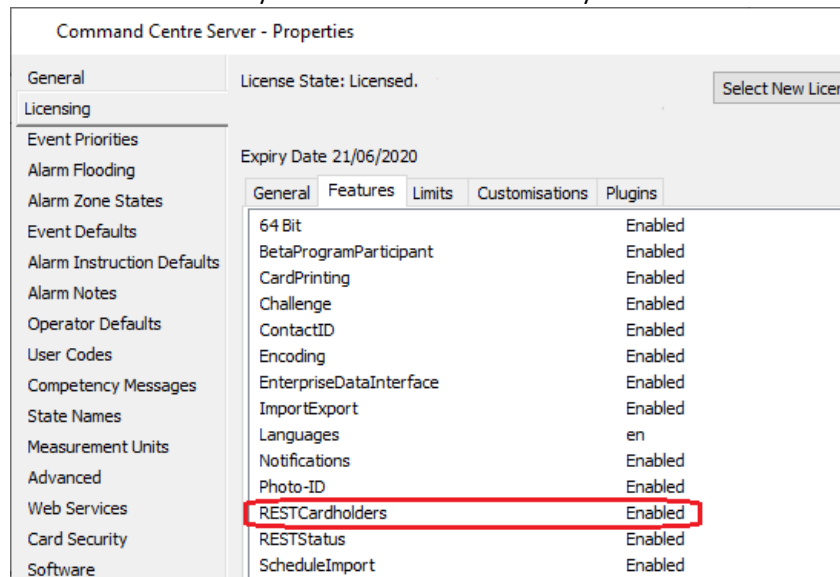 Command Centre Server - Properties
General
Licensing
Event Priorities
Alarm Flooding
Alarm Zone States
Event Defaults
Alarm Instruction Defaults
Alarm Notes
Operator Defaults
User Codes
Competency Messages
State Names
Measurement Units
Advanced
Web Services
Card Security
Software
License State: Licensed.
Select New Licer
Expiry Date 21/06/2020
General Features Limits Customisations Plugins
64 Bit Enabled
BetaProgramParticipant Enabled
CardPrinting Enabled
Challenge Enabled
ContactID Enabled
Encoding Enabled
EnterpriseDataInterface Enabled
ImportExport Enabled
Languages en
Notifications Enabled
Photo-ID Enabled
RESTCardholders Enabled
RESTStatus Enabled
ScheduleImport Enabled